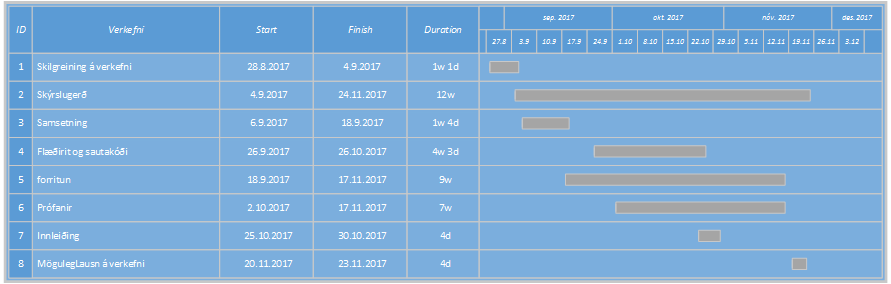 ID Verkefni Start Finish Duration sep. 2017 okt. 2017 nóv. 2017 des. 2017
27.8 3.9 10.9 17.9 24.9 1.10 8.10 15.10 22.10 29.10 5.11 12.11 19.11 26.11 3.12
1 Skilgreining á verkefni 28.8.2017 4.9.2017 1w 1d
2 Skýrslugerð 4.9.2017 24.11.2017 12w
3 Samsetning 6.9.2017 18.9.2017 1w 4d
4 Flæðirit og sautakóði 26.9.2017 26.10.2017 4w 3d
5 forritun 18.9.2017 17.11.2017 9w
6 Prófanir 2.10.2017 17.11.2017 7w
7 Innleiðing 25.10.2017 30.10.2017 4d
8 MögulegLausn á verkefni 20.11.2017 23.11.2017 4d